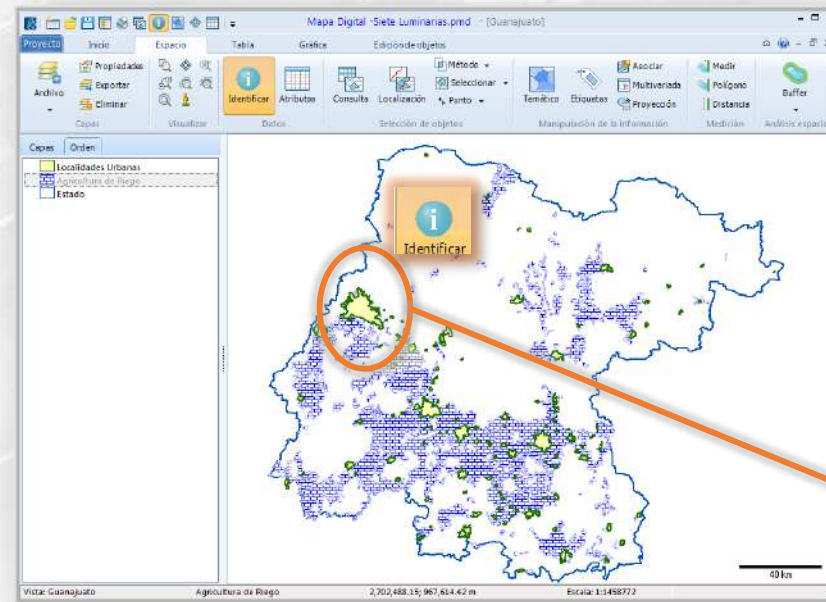 Mapa Digital -Siete Luminarias.pmd - [Guanajuato]
Proyecto Inicio Espacio Tabla Gráfica Edición de objetos
Archivo
Propiedades
Exportar
Eliminar
Identificar
Atributos
Consulta
Localización
Método
Seleccionar
Punto
Temático
Etiquetas
Asociar
Multivariada
Proyección
Medir
Polígono
Distancia
Buffer
Capas Visualizar Datos Selección de objetos Manipulación de la información Medición Análisis espacia
Capas Orden
Localidades Urbanas
Agricultura de Riego
Estado
i
Identificar
40 km
Vista: Guanajuato Agricultura de Riego 2,702,488.15; 967,614.42 m Escala: 1:1458772